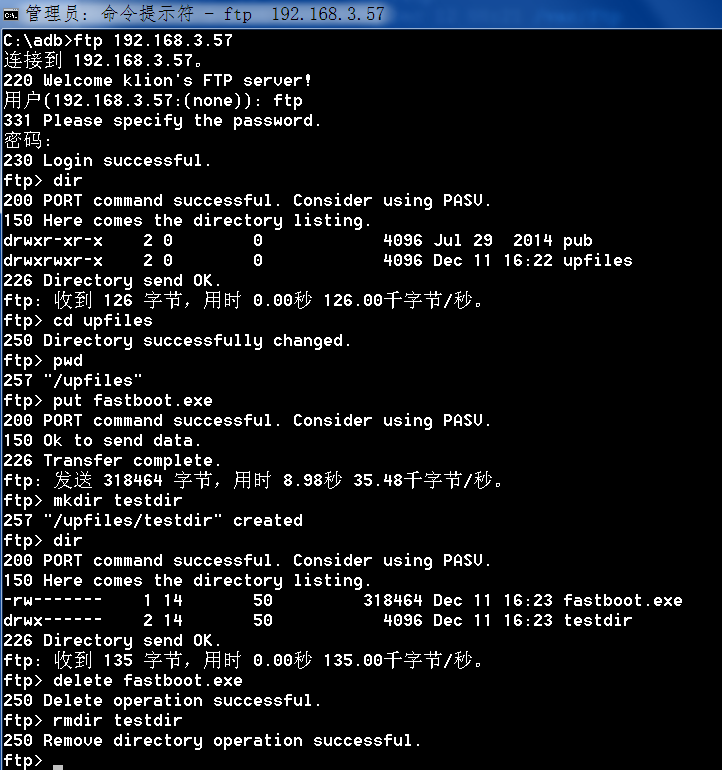 管理员: 命令提示符 - ftp  192.168.3.57
C:\adb>ftp 192.168.3.57
连接到 192.168.3.57。
220 Welcome klion's FTP server!
用户(192.168.3.57:(none)): ftp
331 Please specify the password.
密码:
230 Login successful.
ftp> dir
200 PORT command successful. Consider using PASV.
150 Here comes the directory listing.
drwxr-xr-x    2 0        0            4096 Jul 29  2014 pub
drwxrwxr-x    2 0        0            4096 Dec 11 16:22 upfiles
226 Directory send OK.
ftp: 收到 126 字节，用时 0.00秒 126.00千字节/秒。
ftp> cd upfiles
250 Directory successfully changed.
ftp> pwd
257 "/upfiles"
ftp> put fastboot.exe
200 PORT command successful. Consider using PASV.
150 Ok to send data.
226 Transfer complete.
ftp: 发送 318464 字节，用时 8.98秒 35.48千字节/秒。
ftp> mkdir testdir
257 "/upfiles/testdir" created
ftp> dir
200 PORT command successful. Consider using PASV.
150 Here comes the directory listing.
-rw-------    1 14       50         318464 Dec 11 16:23 fastboot.exe
drwx------    2 14       50           4096 Dec 11 16:23 testdir
226 Directory send OK.
ftp: 收到 135 字节，用时 0.00秒 135.00千字节/秒。
ftp> delete fastboot.exe
250 Delete operation successful.
ftp> rmdir testdir
250 Remove directory operation successful.
ftp>